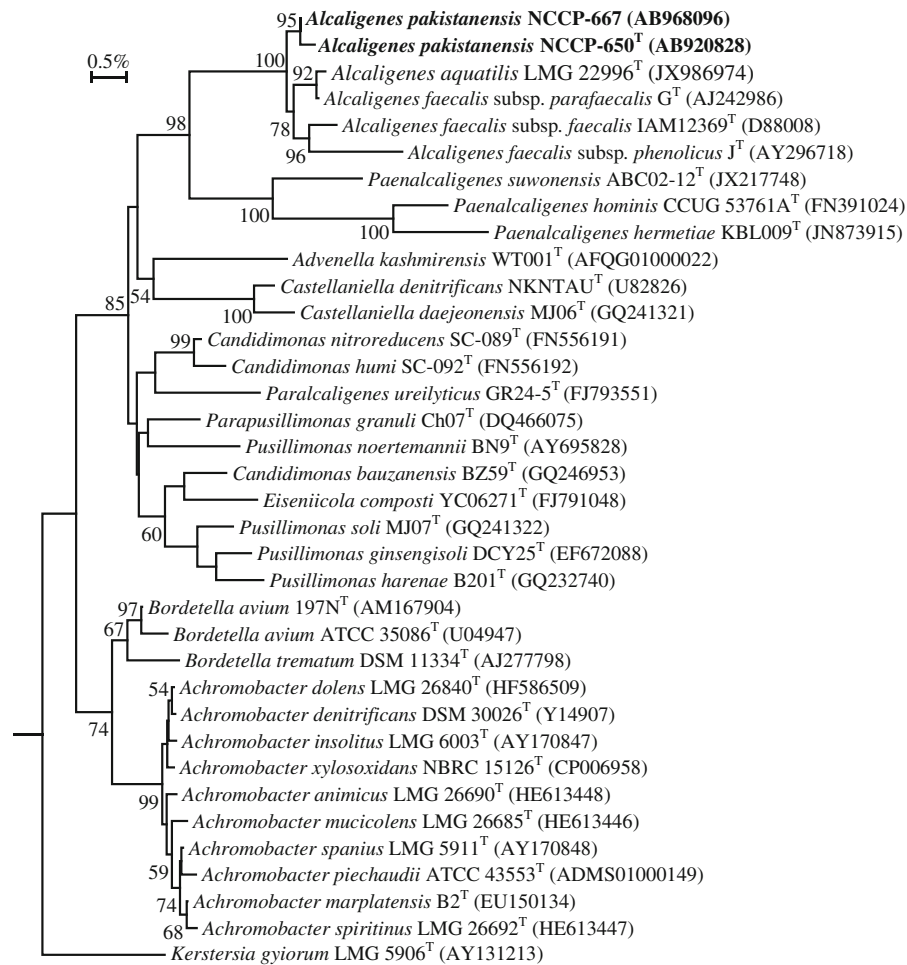 95 Alcaligenes pakistanensis NCCP-667 (AB968096)
Alcaligenes pakistanensis NCCP-650T (AB920828)
0.5%
100
92 Alcaligenes aquatilis LMG 22996T (JX986974)
Alcaligenes faecalis subsp. parafaecalis GT (AJ242986)
98
78
Alcaligenes faecalis subsp. faecalis IAM12369T (D88008)
96
Alcaligenes faecalis subsp. phenolicus JT (AY296718)
Paenalcaligenes suwonensis ABC02-12T (JX217748)
100
Paenalcaligenes hominis CCUG 53761AT (FN391024)
100
Paenalcaligenes hermetiae KBL009T (JN873915)
Advenella kashmirensis WT001T (AFQG01000022)
85 54
Castellaniella denitrificans NKNTAUT (U82826)
100
Castellaniella daejeonensis MJ06T (GQ241321)
99 Candidimonas nitroreducens SC-089T (FN556191)
Candidimonas humi SC-092T (FN556192)
Paralcaligenes ureilyticus GR24-5T (FJ793551)
Parapusillimonas granuli Ch07T (DQ466075)
Pusillimonas noertemannii BN9T (AY695828)
Candidimonas bauzanensis BZ59T (GQ246953)
Eiseniicola composti YC06271T (FJ791048)
60
Pusillimonas soli MJ07T (GQ241322)
Pusillimonas ginsengisoli DCY25T (EF672088)
Pusillimonas harenae B201T (GQ232740)
97 Bordetella avium 197NT (AM167904)
67
Bordetella avium ATCC 35086T (U04947)
Bordetella trematum DSM 11334T (AJ277798)
54 Achromobacter dolens LMG 26840T (HF586509)
74
Achromobacter denitrificans DSM 30026T (Y14907)
Achromobacter insolitus LMG 6003T (AY170847)
Achromobacter xylosoxidans NBRC 15126T (CP006958)
99
Achromobacter animicus LMG 26690T (HE613448)
Achromobacter mucicolens LMG 26685T (HE613446)
Achromobacter spanius LMG 5911T (AY170848)
59
Achromobacter piechaudii ATCC 43553T (ADMS01000149)
74
Achromobacter marplatensis B2T (EU150134)
68
Achromobacter spiritinus LMG 26692T (HE613447)
Kerstersia gyiorum LMG 5906T (AY131213)